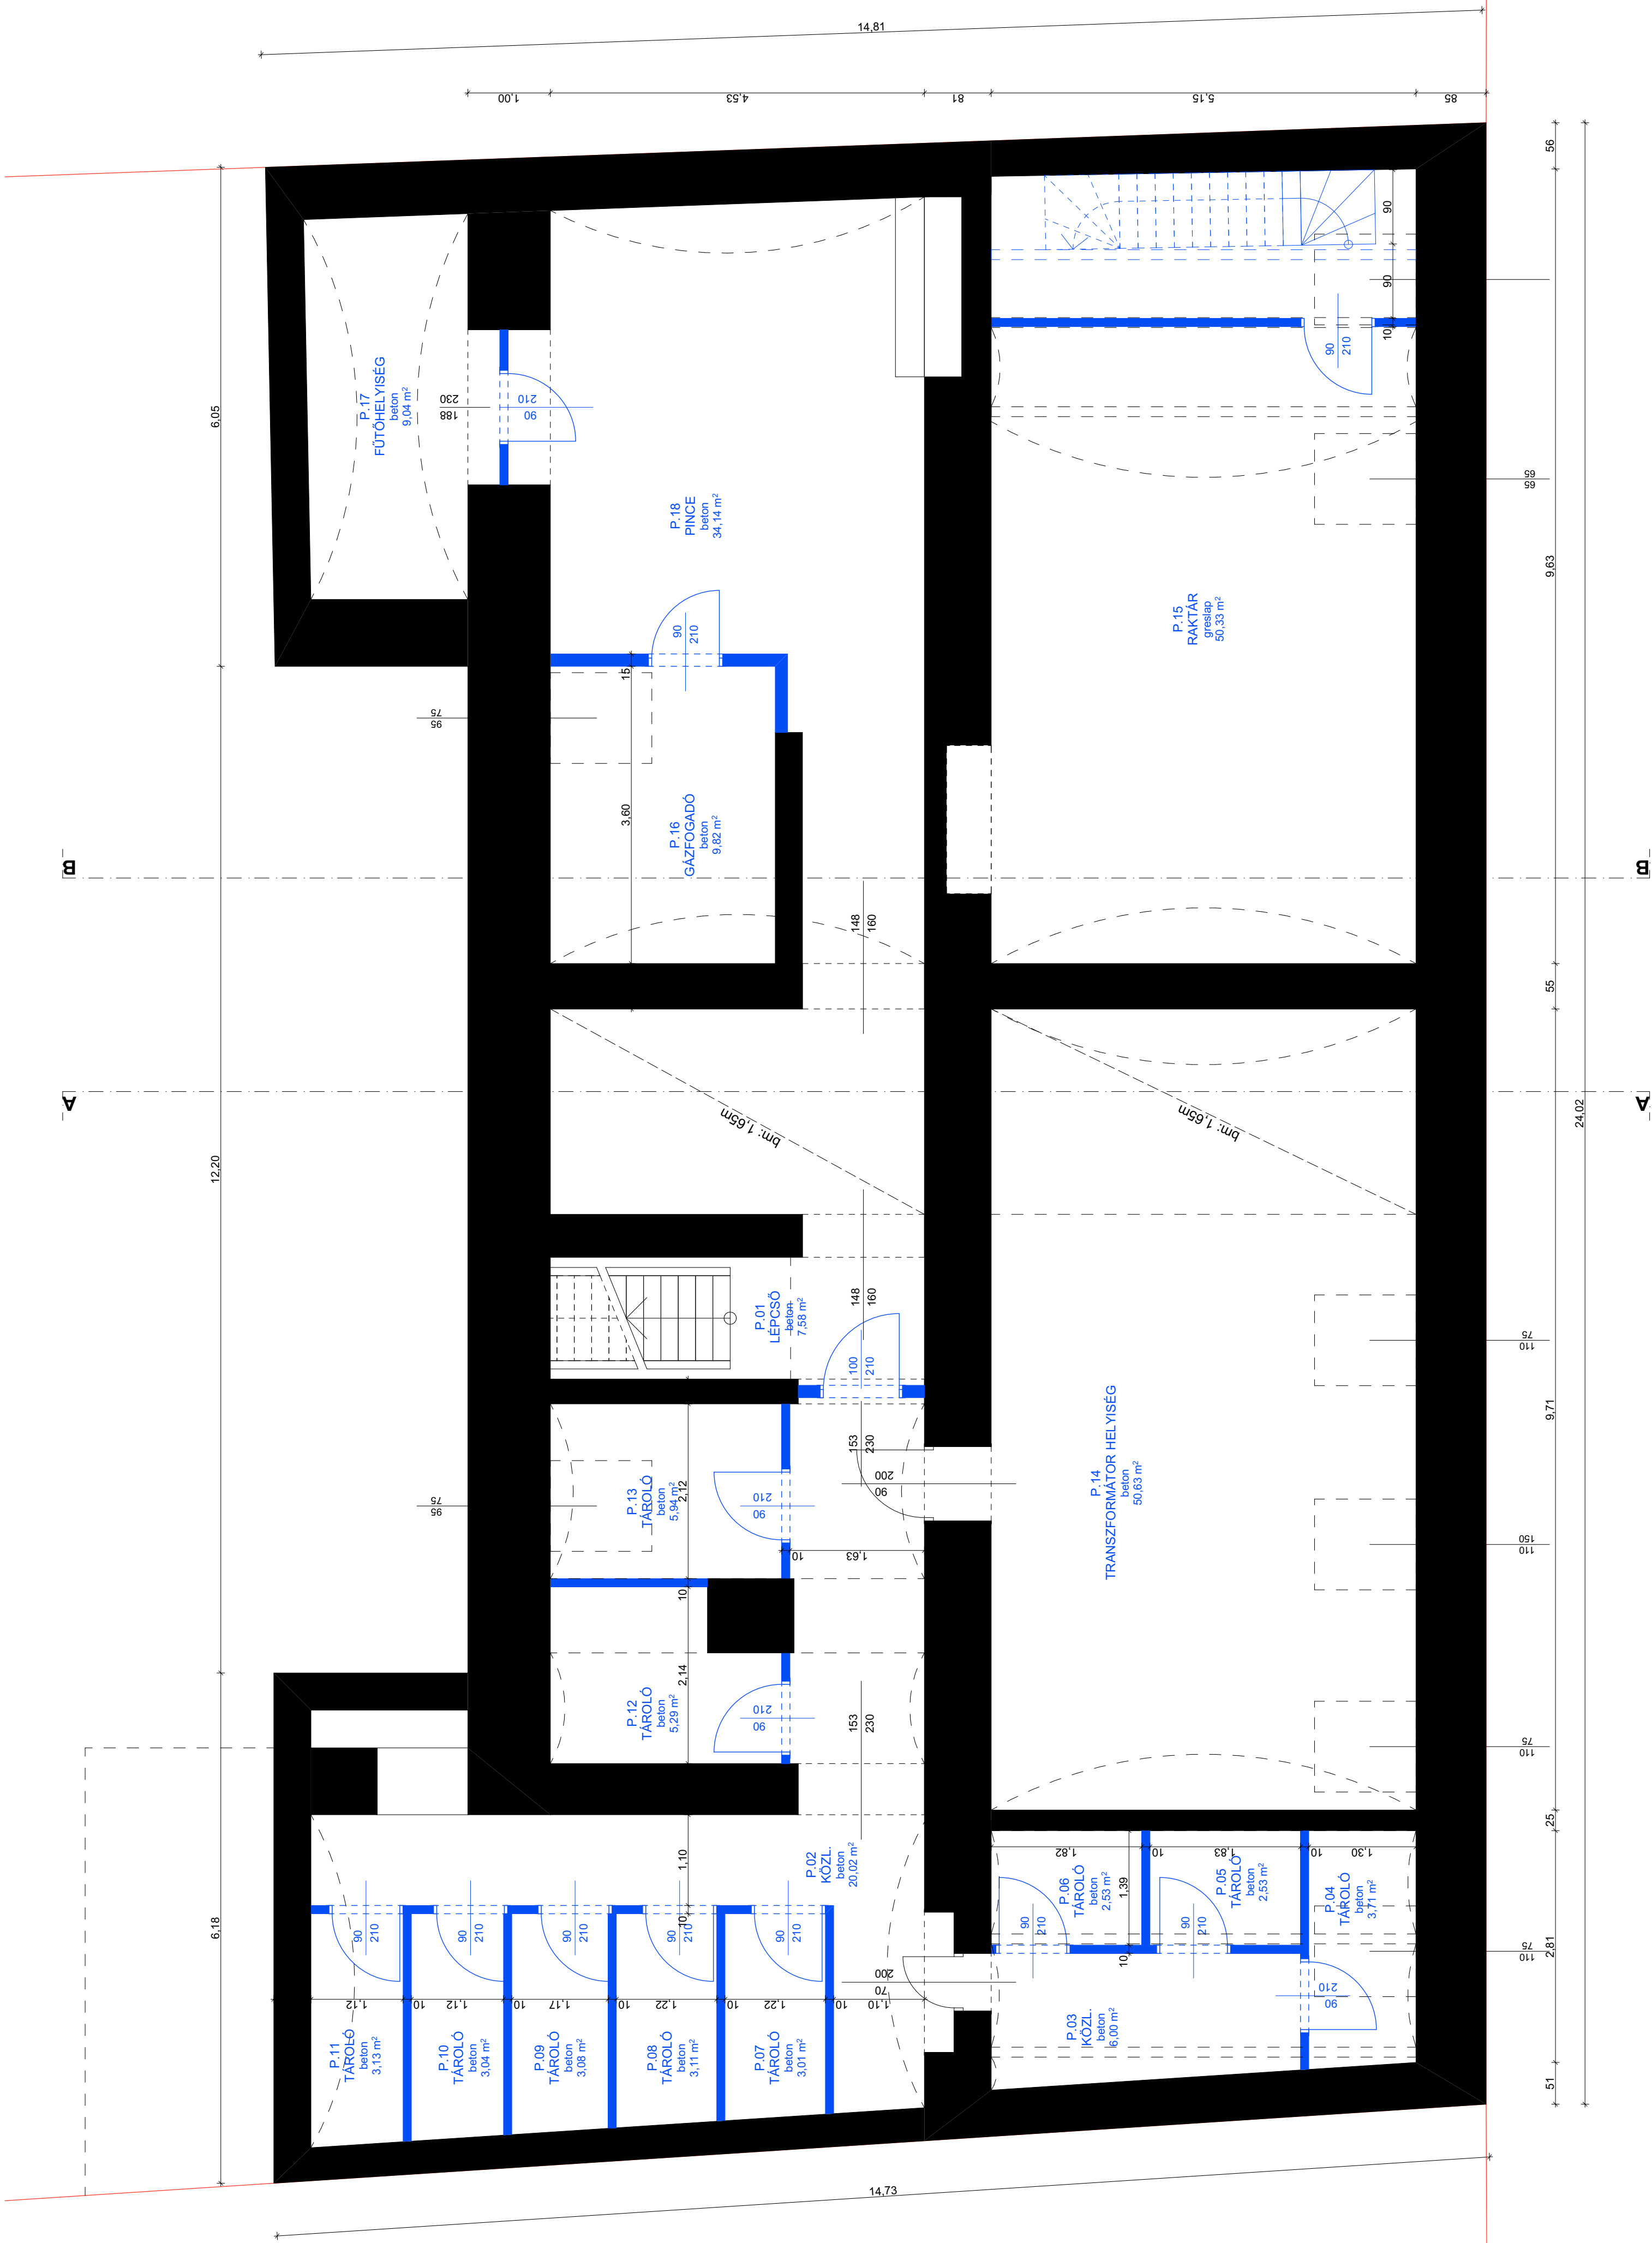 14,81
1,00
4,53
81
5,15
85
56
90
90
10
9,63
55
9,71
25
2,81
51
24,02
6,05
12,20
6,18
14,73
P.17
FŰTŐHELYISÉG
beton
9,04 m²
188
230
90
210
P.18
PINCE
beton
34,14 m²
90
210
15
3,60
P.16
GÁZFOGADÓ
beton
9,82 m²
75
95
P.15
RAKTÁR
greslap
50,33 m²
90
210
65
65
B
B
A
A
148
160
bm: 1,65m
bm: 1,65m
148
160
P.01
LÉPCSŐ
beton
7,58 m²
100
210
153
230
90
200
P.13
TÁROLÓ
beton
5,94 m²
2,12
90
210
10
1,63
75
95
10
2,14
P.12
TÁROLÓ
beton
5,29 m²
90
210
153
230
P.14
TRANSZFORMÁTOR HELYISÉG
beton
50,63 m²
75
110
150
110
75
110
75
110
1,10
10
P.02
KÖZL.
beton
20,02 m²
90
210
90
210
90
210
90
210
90
210
1,12
10
1,12
10
1,17
10
1,22
10
1,22
10
1,10
70
200
P.11
TÁROLÓ
beton
3,13 m²
P.10
TÁROLÓ
beton
3,04 m²
P.09
TÁROLÓ
beton
3,08 m²
P.08
TÁROLÓ
beton
3,11 m²
P.07
TÁROLÓ
beton
3,01 m²
1,82
10
1,83
10
1,30
1,39
10
P.06
TÁROLÓ
beton
2,53 m²
P.05
TÁROLÓ
beton
2,53 m²
P.04
TÁROLÓ
beton
3,71 m²
90
210
90
210
90
210
P.03
KÖZL.
beton
6,00 m²